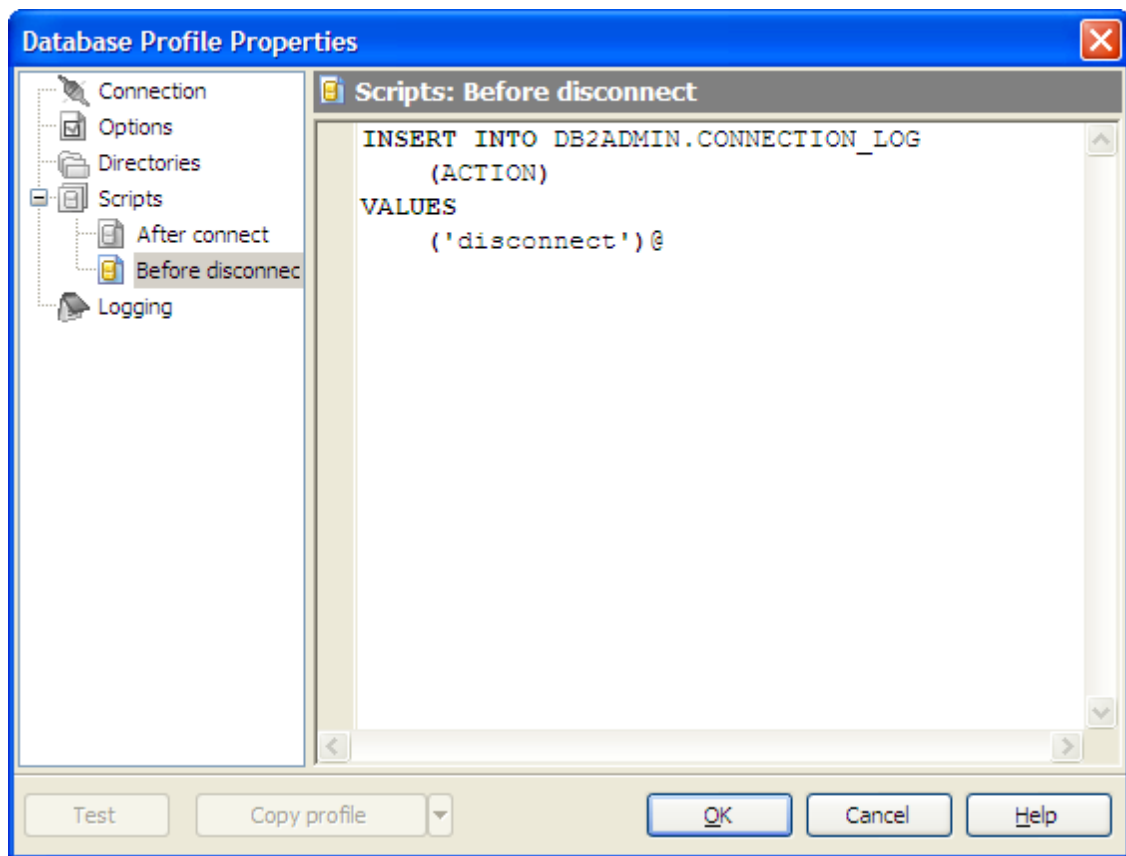 Database Profile Properties
Connection
Options
Directories
Scripts
After connect
Before disconnec
Logging
Scripts: Before disconnect
INSERT INTO DB2ADMIN.CONNECTION_LOG
(ACTION)
VALUES
('disconnect')@
Test
Copy profile
OK
Cancel
Help